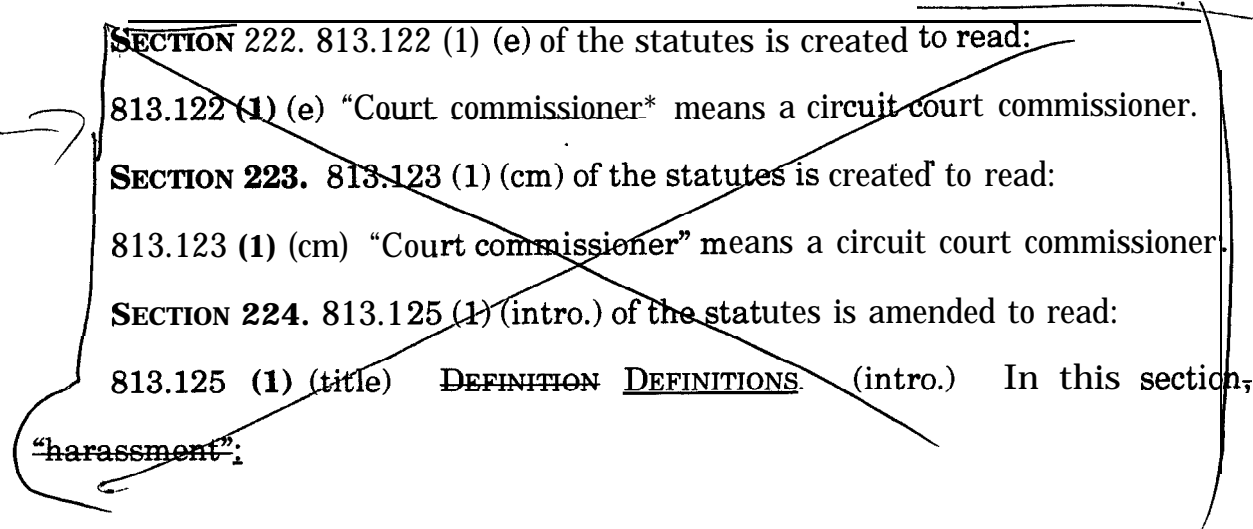 SECTION 222. 813.122 (1) (e) of the statutes is created to read:
813.122 (1) (e) “Court commissioner* means a circuit court commissioner.
SECTION 223. 813.123 (1) (cm) of the statutes is created to read:
813.123 (1) (cm) “Court commissioner” means a circuit court commissioner.
SECTION 224. 813.125 (1) (intro.) of the statutes is amended to read:
813.125 (1) (title) DEFINITION DEFINITIONS. (intro.) In this section,
“harassment”: